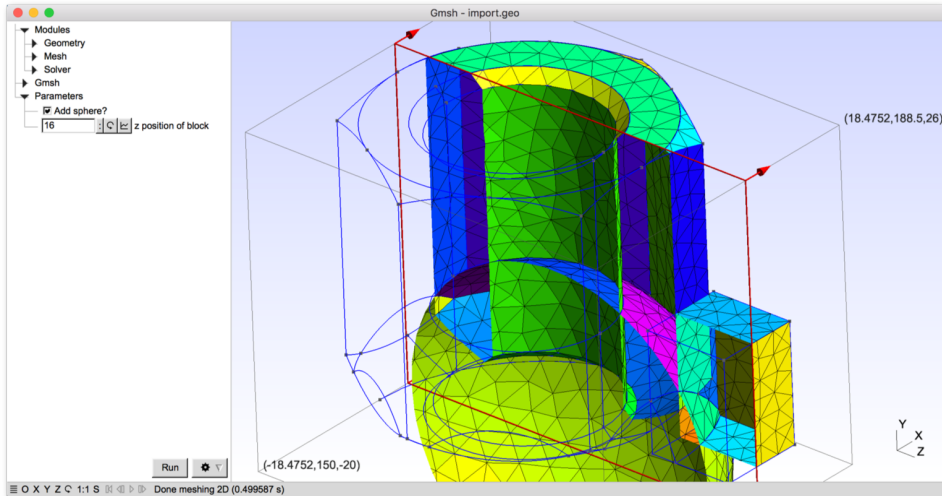 Gmsh - import.geo
Modules
Geometry
Mesh
Solver
Gmsh
Parameters
Add sphere?
16 z position of block
(18.4752,188.5,26)
(-18.4752,150,-20)
Y
X
Z
Run
O X Y Z 1:1 S Done meshing 2D (0.499587 s)